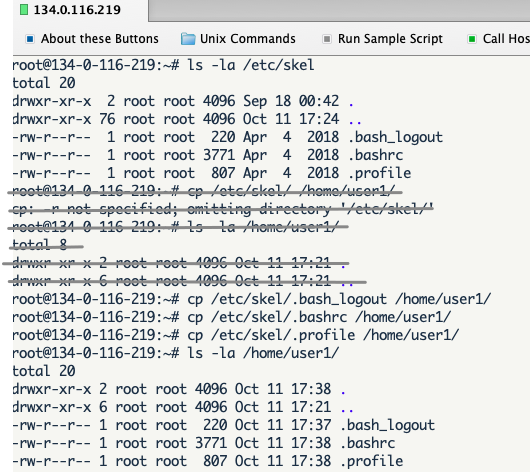 134.0.116.219
About these Buttons Unix Commands Run Sample Script Call Hos
root@134-0-116-219:~# ls -la /etc/skel
total 20
drwxr-xr-x  2 root root 4096 Sep 18 00:42 .
drwxr-xr-x 76 root root 4096 Oct 11 17:24 ..
-rw-r--r--  1 root root  220 Apr  4  2018 .bash_logout
-rw-r--r--  1 root root 3771 Apr  4  2018 .bashrc
-rw-r--r--  1 root root  807 Apr  4  2018 .profile
root@134-0-116-219:~# cp /etc/skel/ /home/user1/
cp: -r not specified; omitting directory '/etc/skel/'
root@134-0-116-219:~# ls -la /home/user1/
total 8
drwxr-xr-x 2 root root 4096 Oct 11 17:21 .
drwxr-xr-x 6 root root 4096 Oct 11 17:21 ..
root@134-0-116-219:~# cp /etc/skel/.bash_logout /home/user1/
root@134-0-116-219:~# cp /etc/skel/.bashrc /home/user1/
root@134-0-116-219:~# cp /etc/skel/.profile /home/user1/
root@134-0-116-219:~# ls -la /home/user1/
total 20
drwxr-xr-x 2 root root 4096 Oct 11 17:38 .
drwxr-xr-x 6 root root 4096 Oct 11 17:21 ..
-rw-r--r-- 1 root root  220 Oct 11 17:37 .bash_logout
-rw-r--r-- 1 root root 3771 Oct 11 17:38 .bashrc
-rw-r--r-- 1 root root  807 Oct 11 17:38 .profile